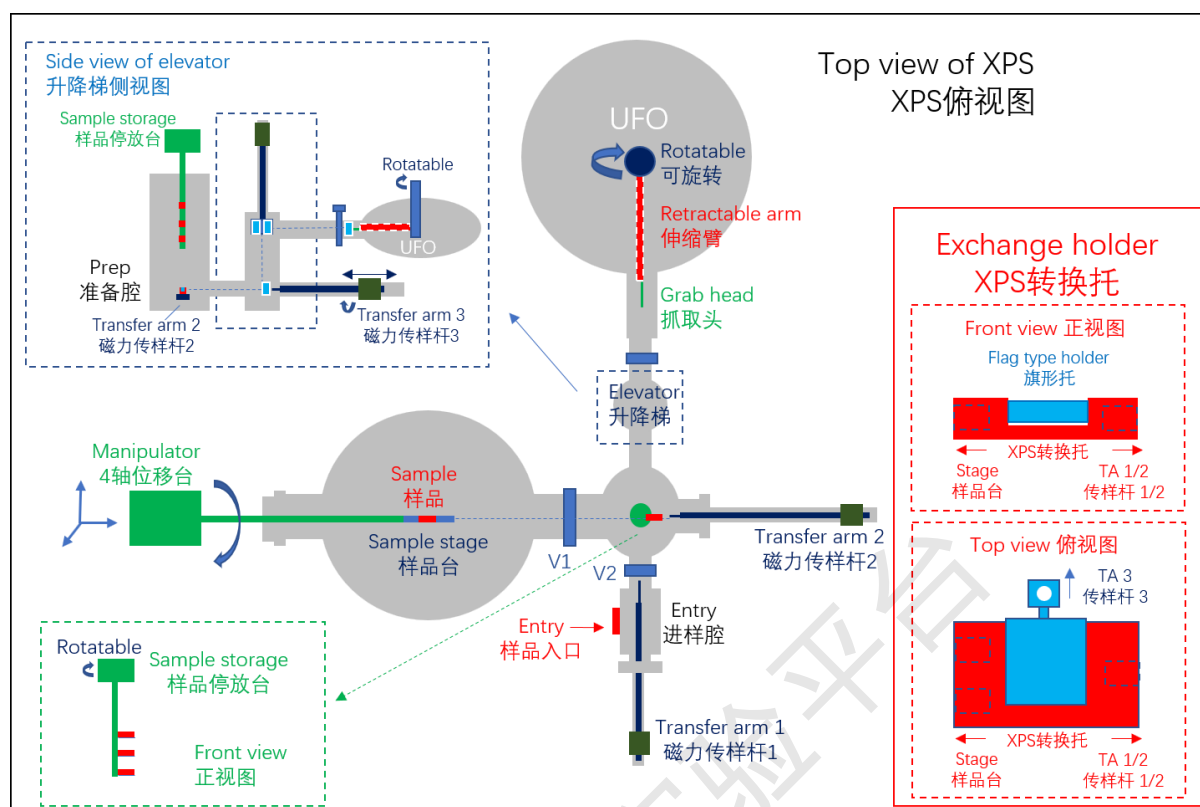 Top view of XPS
XPS俯视图
Side view of elevator
升降梯侧视图
Sample storage
样品停放台
Rotatable
UFO
Prep
准备腔
Transfer arm 2
磁力传样杆2
Transfer arm 3
磁力传样杆3
UFO
Rotatable
可旋转
Retractable arm
伸缩臂
Grab head
抓取头
Elevator
升降梯
Manipulator
4轴位移台
Sample
样品
Sample stage
样品台
V1
V2
Transfer arm 2
磁力传样杆2
Entry
样品入口
Entry
进样腔
Transfer arm 1
磁力传样杆1
Rotatable
Sample storage
样品停放台
Front view
正视图
Exchange holder
XPS转换托
Front view 正视图
Flag type holder
旗形托
XPS转换托
Stage
样品台
TA 1/2
传样杆 1/2
Top view 俯视图
TA 3
传样杆 3
XPS转换托
Stage
样品台
TA 1/2
传样杆 1/2
验平台